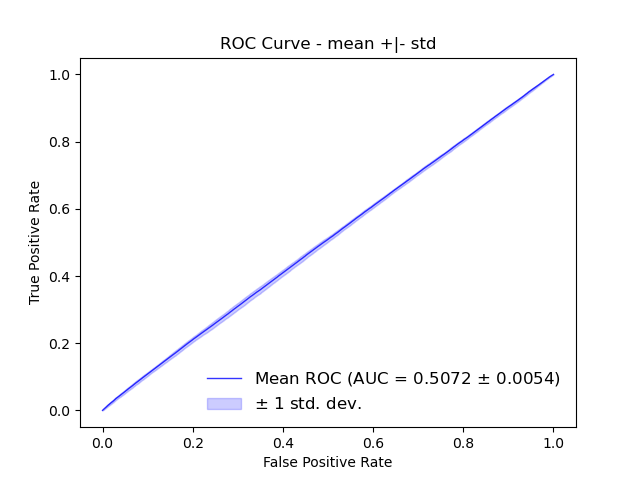 ROC Curve - mean +|- std
True Positive Rate
1.0
0.8
0.6
0.4
0.2
0.0
Mean ROC (AUC = 0.5072 ± 0.0054)
± 1 std. dev.
0.0 0.2 0.4 0.6 0.8 1.0
False Positive Rate